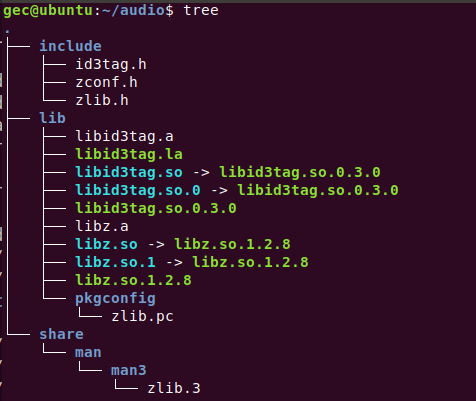 gec@ubuntu:~/audio$ tree
.
├── include
│   ├── id3tag.h
│   ├── zconf.h
│   └── zlib.h
├── lib
│   ├── libid3tag.a
│   ├── libid3tag.la
│   ├── libid3tag.so -> libid3tag.so.0.3.0
│   ├── libid3tag.so.0 -> libid3tag.so.0.3.0
│   ├── libid3tag.so.0.3.0
│   ├── libz.a
│   ├── libz.so -> libz.so.1.2.8
│   ├── libz.so.1 -> libz.so.1.2.8
│   ├── libz.so.1.2.8
│   └── pkgconfig
│       └── zlib.pc
└── share
    └── man
        └── man3
            └── zlib.3